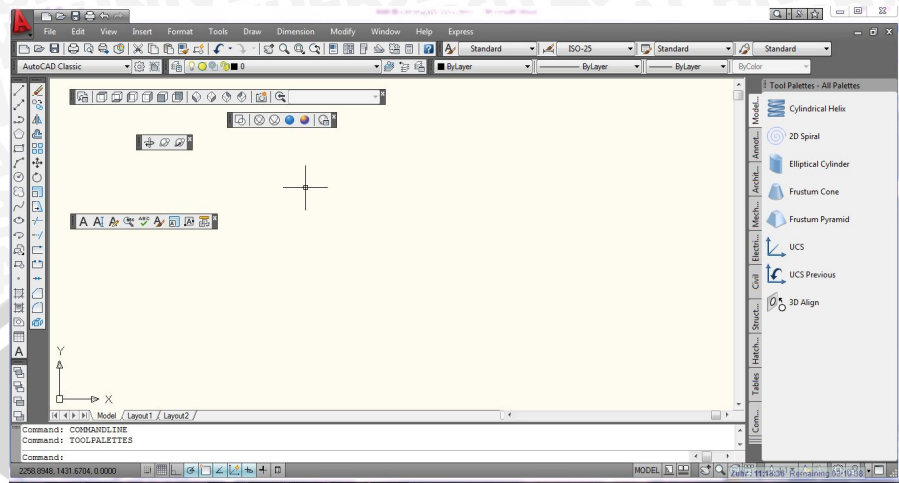 File Edit View Insert Format Tools Draw Dimension Modify Window Help Express
Standard ISO-25 Standard Standard
AutoCAD Classic 0 ByLayer ByLayer ByLayer ByColor
Tool Palettes - All Palettes
Cylindrical Helix
2D Spiral
Elliptical Cylinder
Frustum Cone
Frustum Pyramid
UCS
UCS Previous
3D Align
Model...
Annot...
Archit...
Mech...
Electri...
Civil
Struct...
Hatch...
Tables
Com...
A
Y
X
Model Layout1 Layout2
Command: COMMANDLINE
Command: TOOLPALETTES
Command:
2258.8948, 1431.6704, 0.0000 MODEL